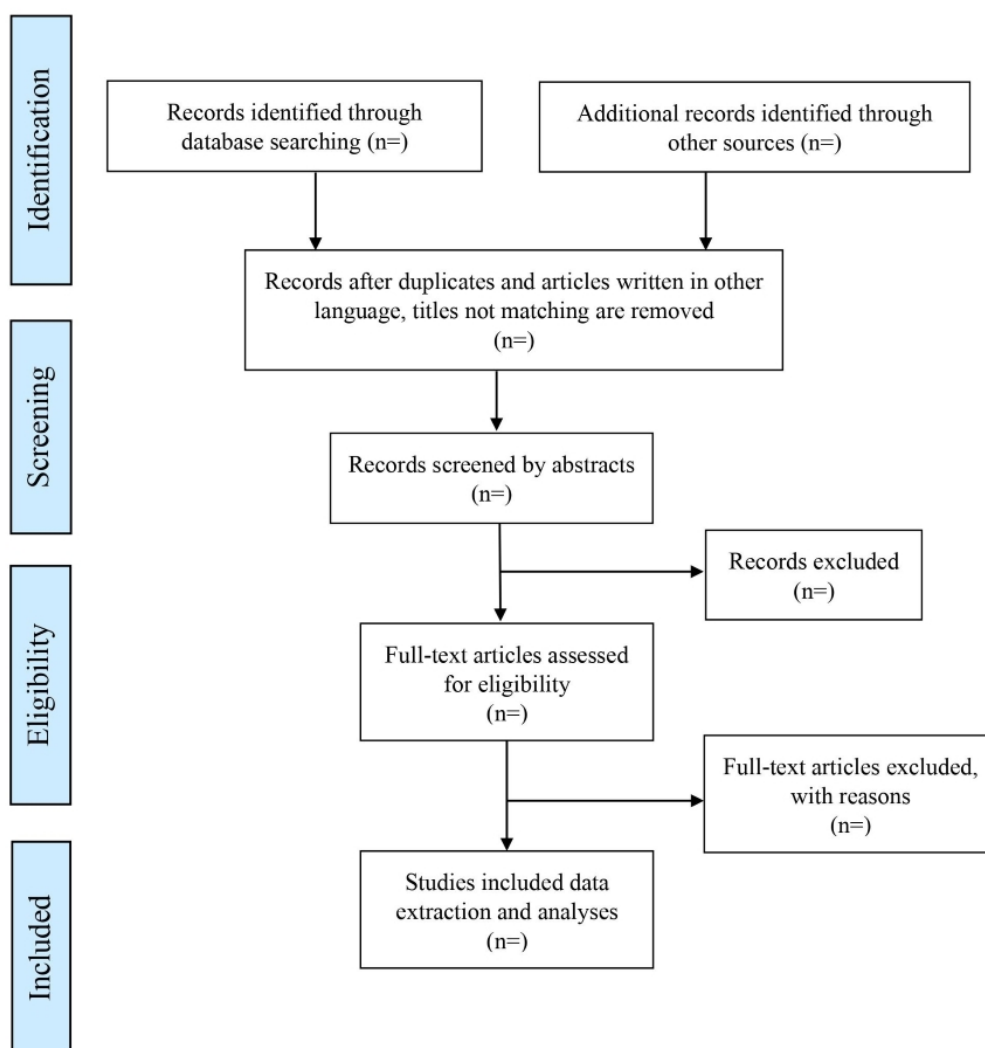 Identification
Records identified through
database searching (n=)
Additional records identified through
other sources (n=)
Records after duplicates and articles written in other
language, titles not matching are removed
(n=)
Screening
Records screened by abstracts
(n=)
Records excluded
(n=)
Eligibility
Full-text articles assessed
for eligibility
(n=)
Full-text articles excluded,
with reasons
(n=)
Included
Studies included data
extraction and analyses
(n=)